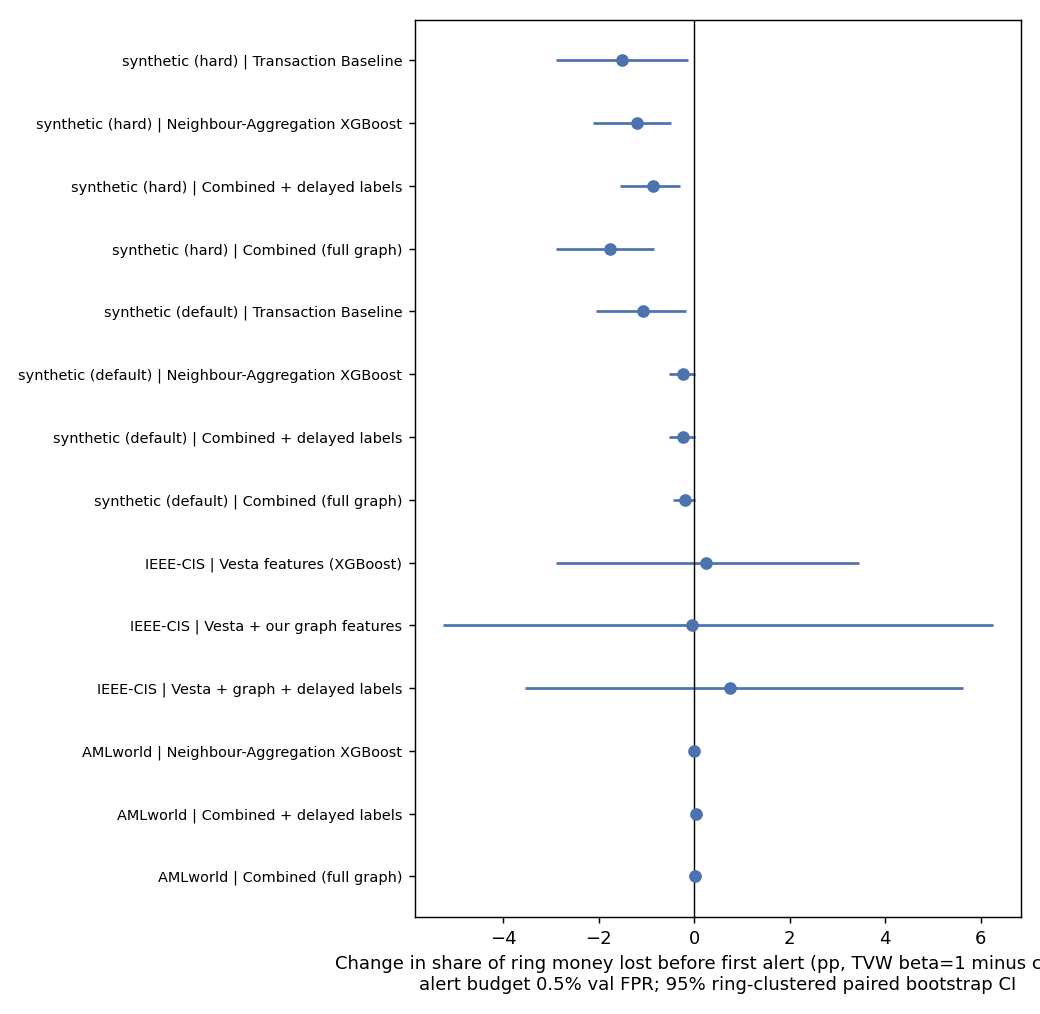 synthetic (hard) | Transaction Baseline
synthetic (hard) | Neighbour-Aggregation XGBoost
synthetic (hard) | Combined + delayed labels
synthetic (hard) | Combined (full graph)
synthetic (default) | Transaction Baseline
synthetic (default) | Neighbour-Aggregation XGBoost
synthetic (default) | Combined + delayed labels
synthetic (default) | Combined (full graph)
IEEE-CIS | Vesta features (XGBoost)
IEEE-CIS | Vesta + our graph features
IEEE-CIS | Vesta + graph + delayed labels
AMLworld | Neighbour-Aggregation XGBoost
AMLworld | Combined + delayed labels
AMLworld | Combined (full graph)
−4 −2 0 2 4 6
Change in share of ring money lost before first alert (pp, TVW beta=1 minus
alert budget 0.5% val FPR; 95% ring-clustered paired bootstrap CI